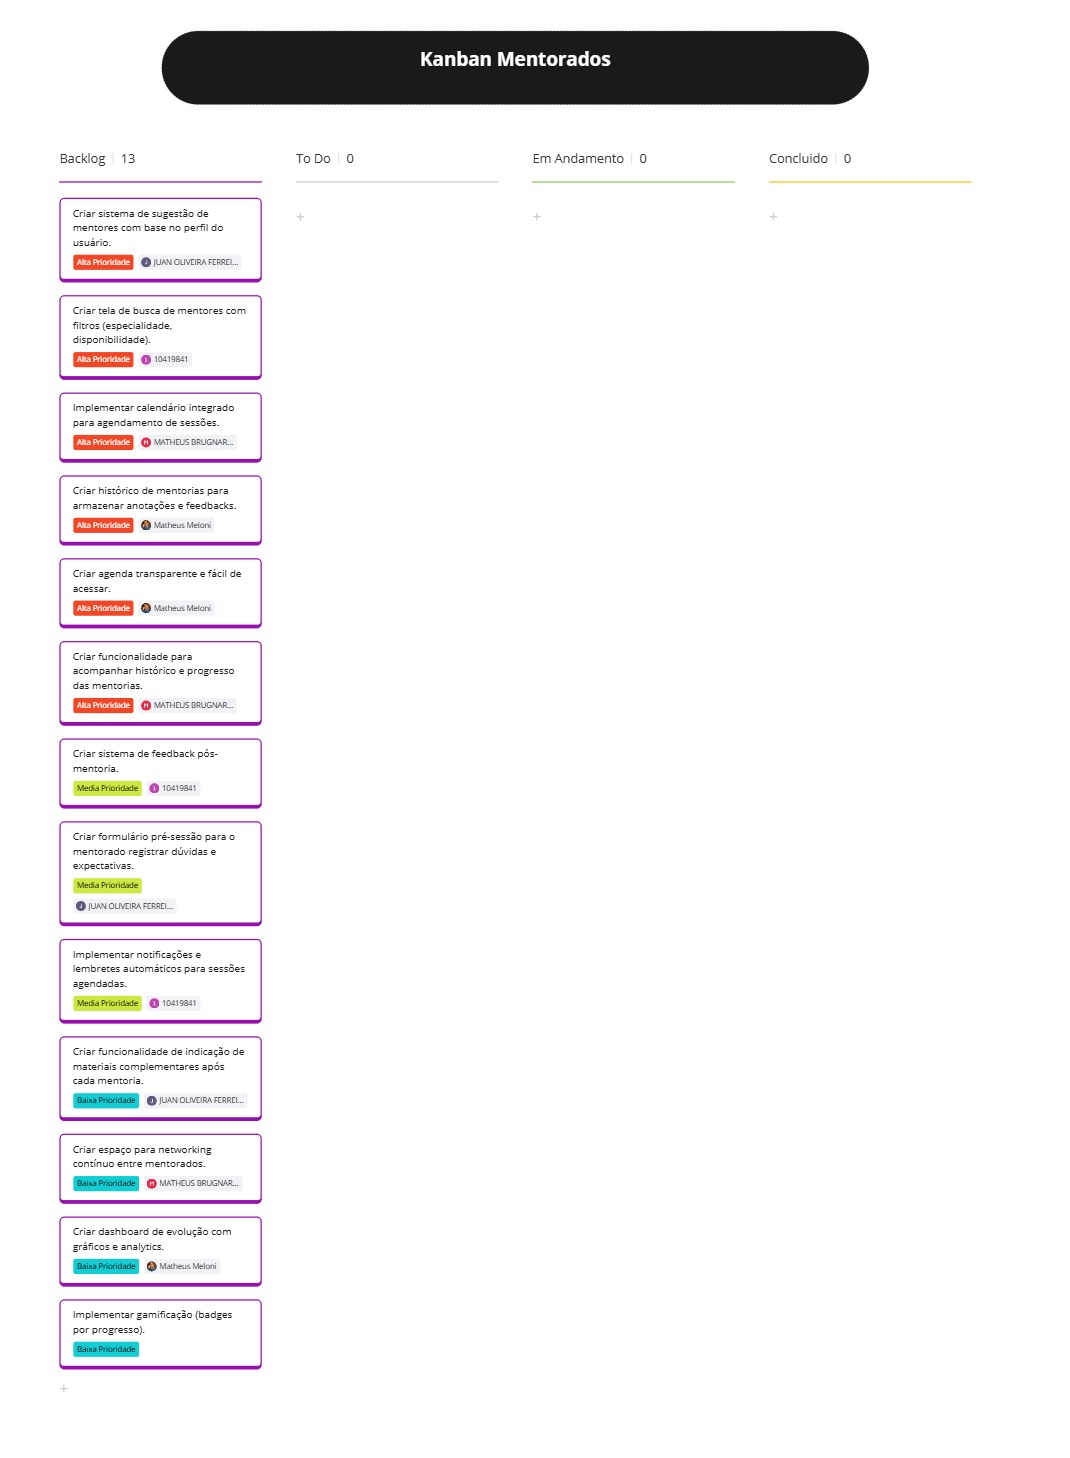 Kanban Mentorados
Backlog 13
To Do 0
Em Andamento 0
Concluido 0
Criar sistema de sugestão de
mentores com base no perfil do
usuário.
Alta Prioridade J JUAN OLIVEIRA FERREI...
Criar tela de busca de mentores com
filtros (especialidade,
disponibilidade).
Alta Prioridade 1 10419841
Implementar calendário integrado
para agendamento de sessões.
Alta Prioridade M MATHEUS BRUGNAR...
Criar histórico de mentorias para
armazenar anotações e feedbacks.
Alta Prioridade Matheus Meloni
Criar agenda transparente e fácil de
acessar.
Alta Prioridade Matheus Meloni
Criar funcionalidade para
acompanhar histórico e progresso
das mentorias.
Alta Prioridade M MATHEUS BRUGNAR...
Criar sistema de feedback pós-
mentoria.
Media Prioridade 1 10419841
Criar formulário pré-sessão para o
mentorado registrar dúvidas e
expectativas.
Media Prioridade
J JUAN OLIVEIRA FERREI...
Implementar notificações e
lembretes automáticos para sessões
agendadas.
Media Prioridade 1 10419841
Criar funcionalidade de indicação de
materiais complementares após
cada mentoria.
Baixa Prioridade J JUAN OLIVEIRA FERREI...
Criar espaço para networking
contínuo entre mentorados.
Baixa Prioridade M MATHEUS BRUGNAR...
Criar dashboard de evolução com
gráficos e analytics.
Baixa Prioridade Matheus Meloni
Implementar gamificação (badges
por progresso).
Baixa Prioridade